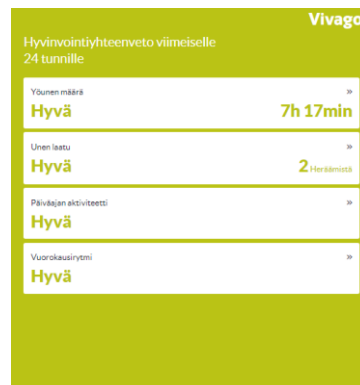 Vivago
Hyvinvointiyhteenveto viimeiselle
24 tunnille
Yöunen määrä »
Hyvä 7h 17min
Unen laatu »
Hyvä 2 Heräämistä
Päiväajan aktiviteetti »
Hyvä
Vuorokausirytmi »
Hyvä